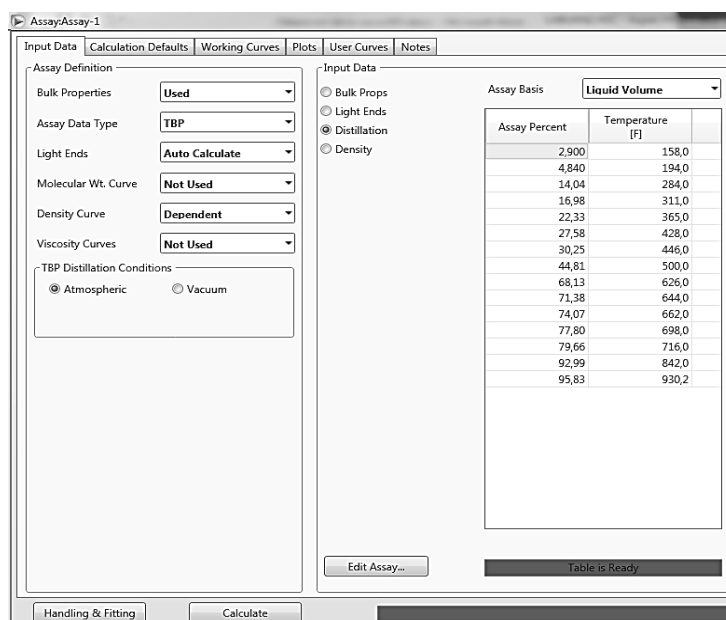 Assay:Assay-1
Input Data Calculation Defaults Working Curves Plots User Curves Notes
Assay Definition
Bulk Properties Used
Assay Data Type TBP
Light Ends Auto Calculate
Molecular Wt. Curve Not Used
Density Curve Dependent
Viscosity Curves Not Used
TBP Distillation Conditions
Atmospheric Vacuum
Input Data
Bulk Props
Light Ends
Distillation
Density
Assay Basis Liquid Volume
Assay Percent Temperature
[F]
2,900 158,0
4,840 194,0
14,04 284,0
16,98 311,0
22,33 365,0
27,58 428,0
30,25 446,0
44,81 500,0
68,13 626,0
71,38 644,0
74,07 662,0
77,80 698,0
79,66 716,0
92,99 842,0
95,83 930,2
Edit Assay... Table is Ready
Handling & Fitting Calculate